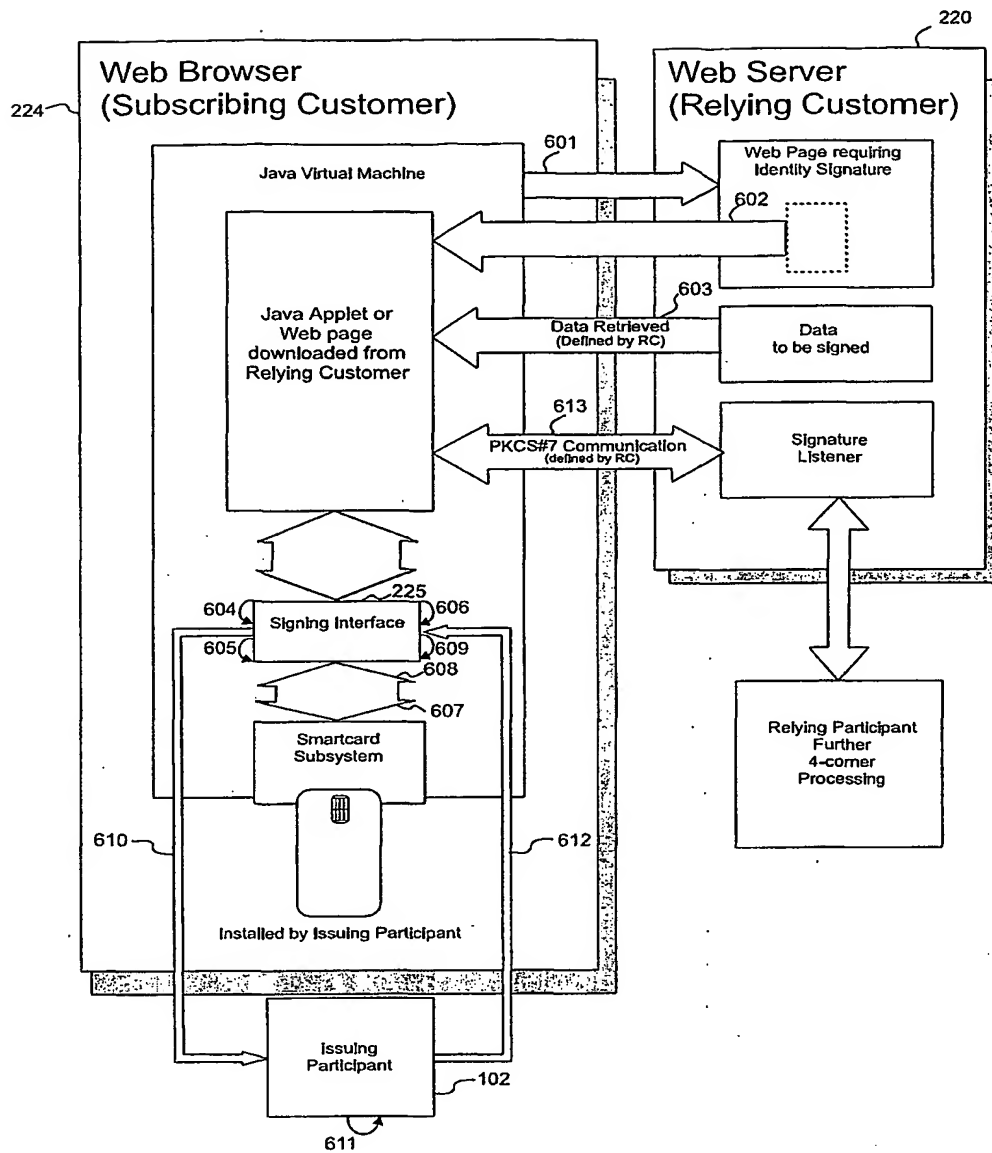 220
Web Browser
(Subscribing Customer)
224
Web Server
(Relying Customer)
601
Java Virtual Machine
Web Page requiring
Identity Signature
602
Java Applet or
Web page
downloaded from
Relying Customer
603
Data Retrieved
(Defined by RC)
Data
to be signed
613
PKCS#7 Communication
(defined by RC)
Signature
Listener
225
604
606
Signing Interface
605
609
608
607
Smartcard
Subsystem
Relying Participant
Further
4-corner
Processing
610
612
Installed by Issuing Participant
Issuing
Participant
102
611